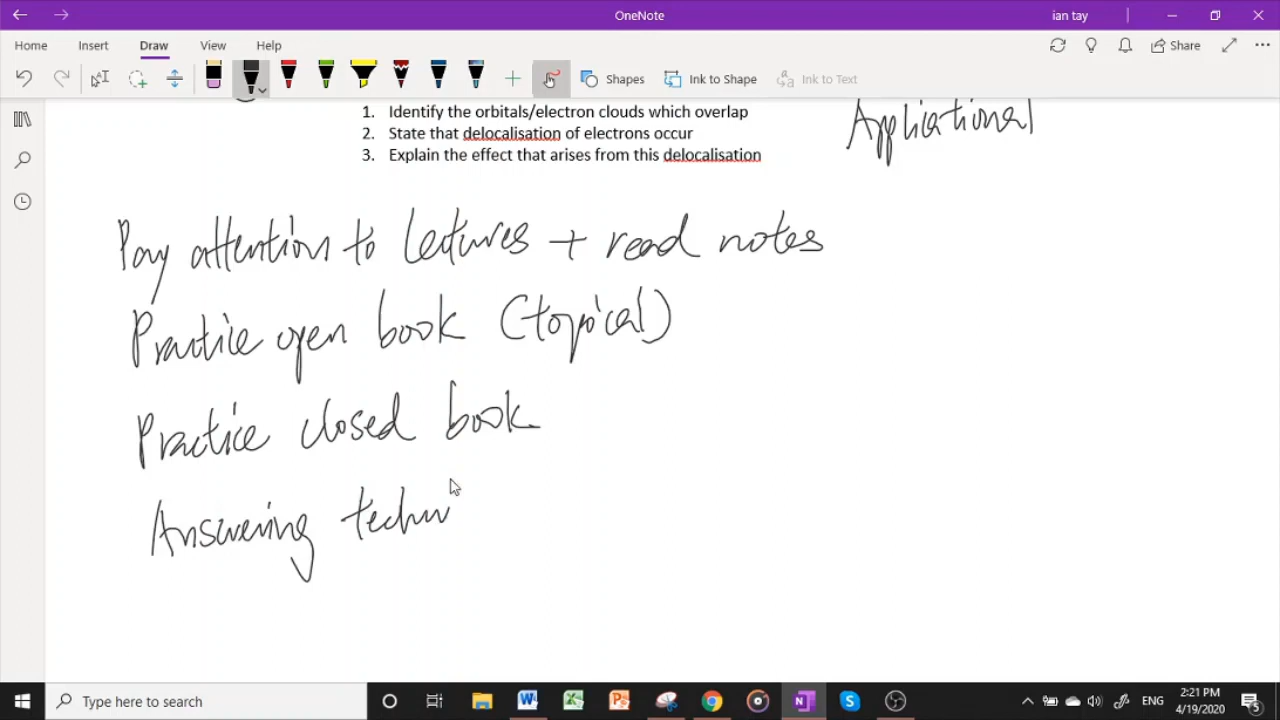 OneNote
ian tay
Home Insert Draw View Help
Share
Shapes
Ink to Shape
Ink to Text
1. Identify the orbitals/electron clouds which overlap
2. State that delocalisation of electrons occur
3. Explain the effect that arises from this delocalisation
Applicational
Pay attention to lectures + read notes
Practice open book (topical)
Practice closed book
Answering techni
Type here to search
ENG
2:21 PM
4/19/2020
5